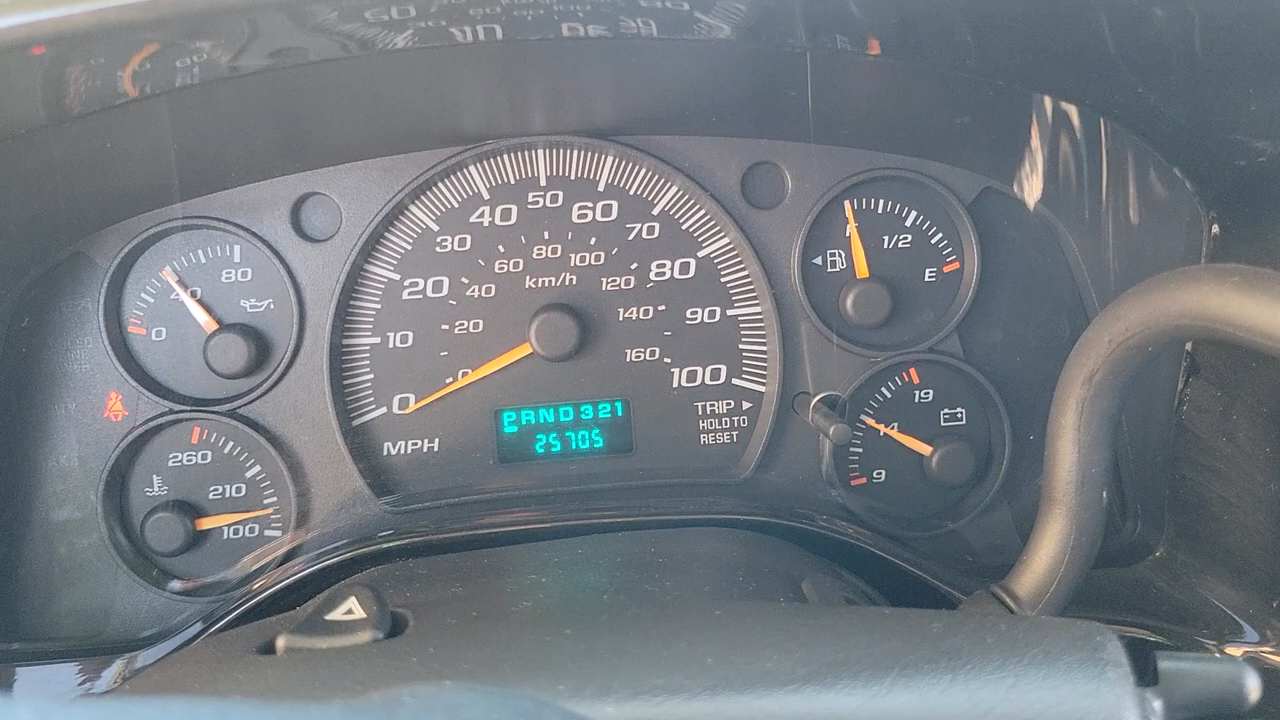 40 50 60
30 70
20 80
10 90
0 100
80
60 100
40 km/h 120
20 140
0 160
MPH
PRND321
25705
TRIP
HOLD TO
RESET
80
40
0
260
210
100
F 1/2
E
19
14
9